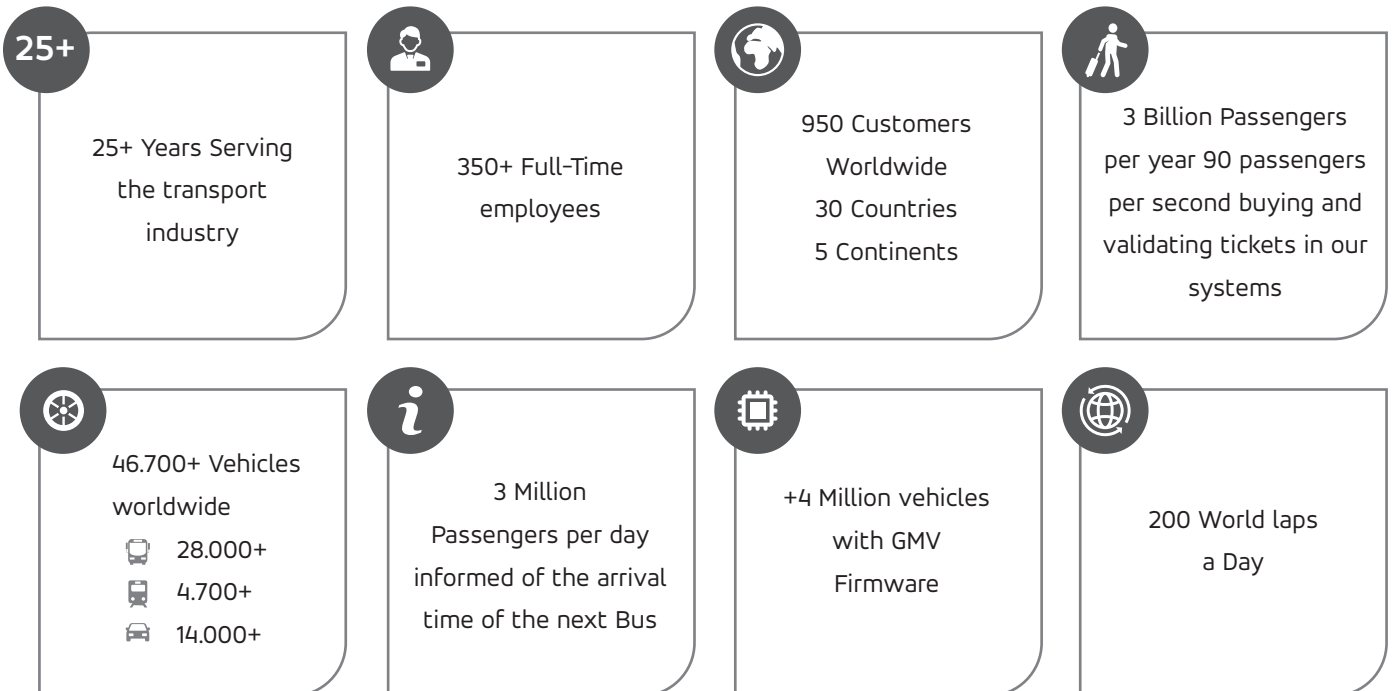 25+
25+ Years Serving
the transport
industry
350+ Full-Time
employees
950 Customers
Worldwide
30 Countries
5 Continents
3 Billion Passengers
per year 90 passengers
per second buying and
validating tickets in our
systems
46.700+ Vehicles
worldwide
28.000+
4.700+
14.000+
i
3 Million
Passengers per day
informed of the arrival
time of the next Bus
+4 Million vehicles
with GMV
Firmware
200 World laps
a Day